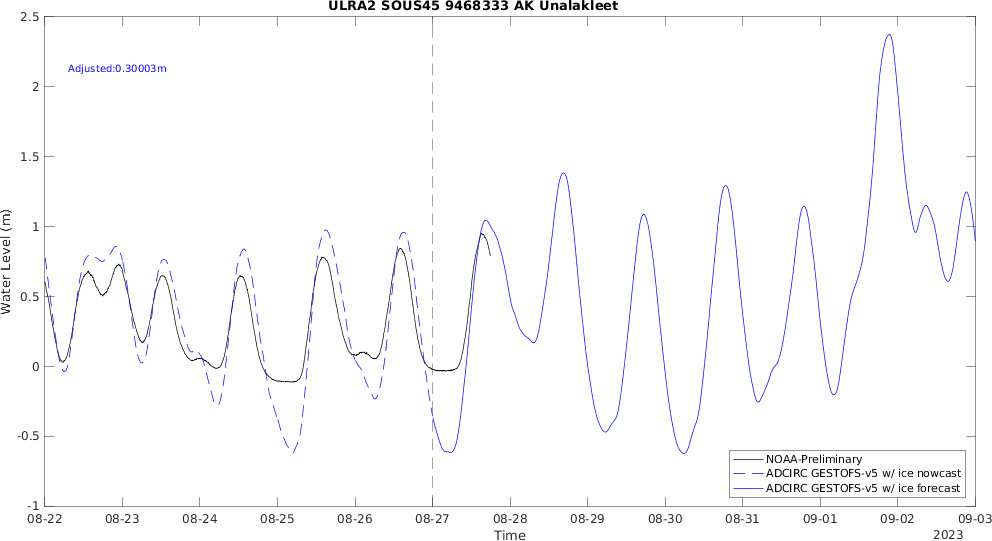 ULRA2 SOUS45 9468333 AK Unalakleet
Adjusted:0.30003m
Water Level (m)
2.5
2
1.5
1
0.5
0
-0.5
-1
NOAA-Preliminary
ADCIRC GESTOFS-v5 w/ ice nowcast
ADCIRC GESTOFS-v5 w/ ice forecast
08-22 08-23 08-24 08-25 08-26 08-27 08-28 08-29 08-30 08-31 09-01 09-02 09-03
Time
2023